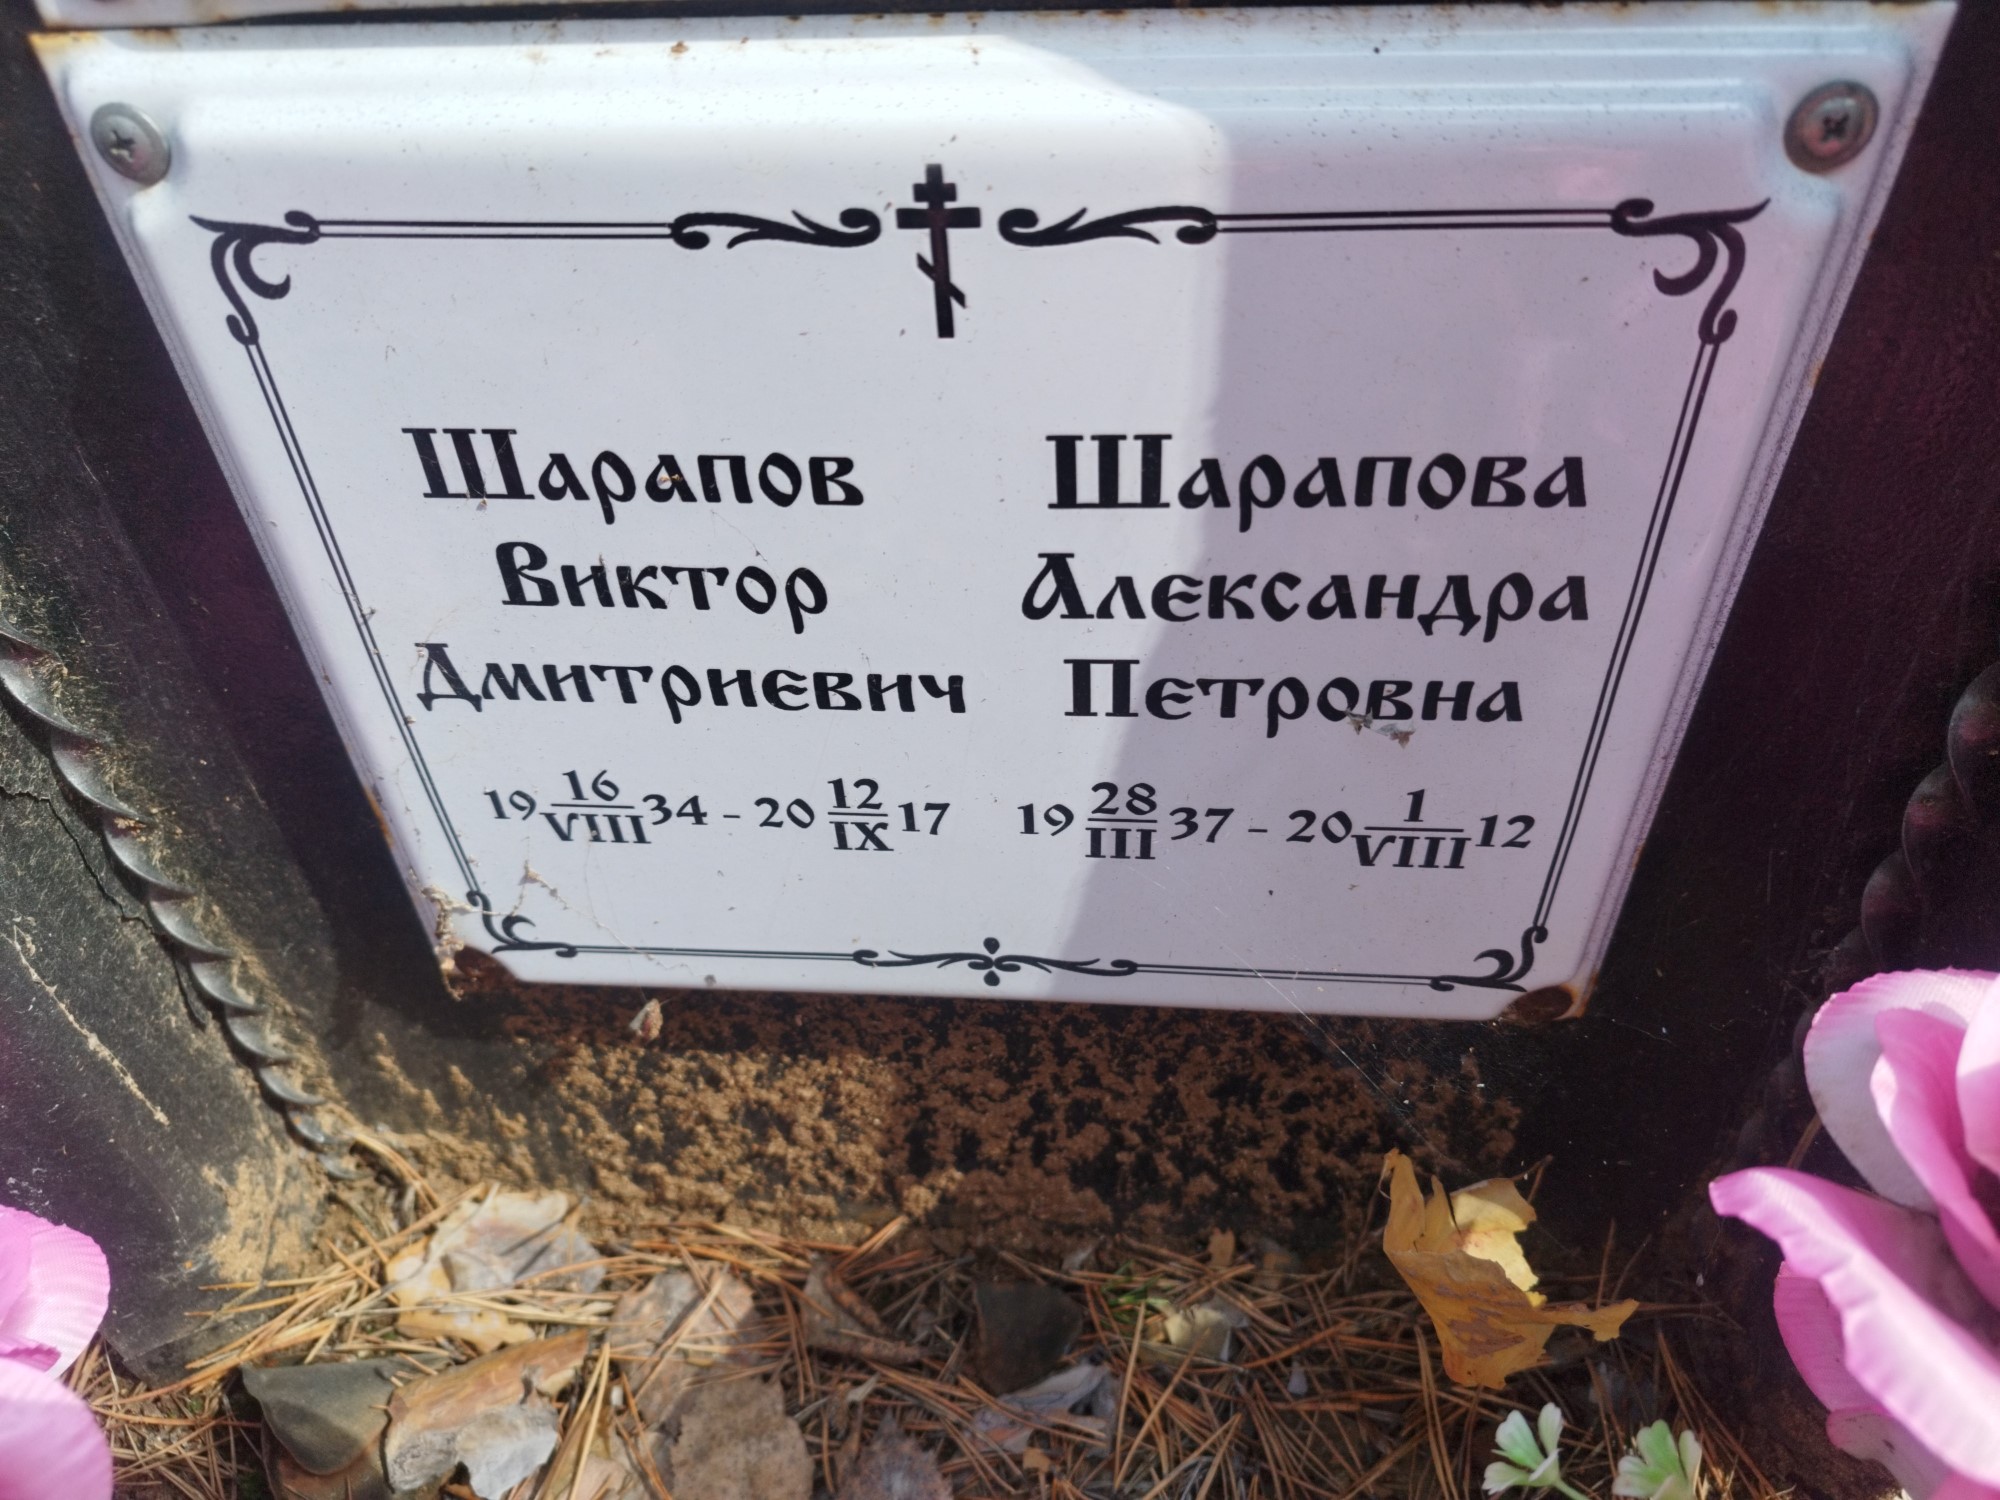 Шарапов
Виктор
Дмитриевич
19 16/VIII 34 - 20 12/IX 17
Шарапова
Александра
Петровна
19 28/III 37 - 20 1/VIII 12